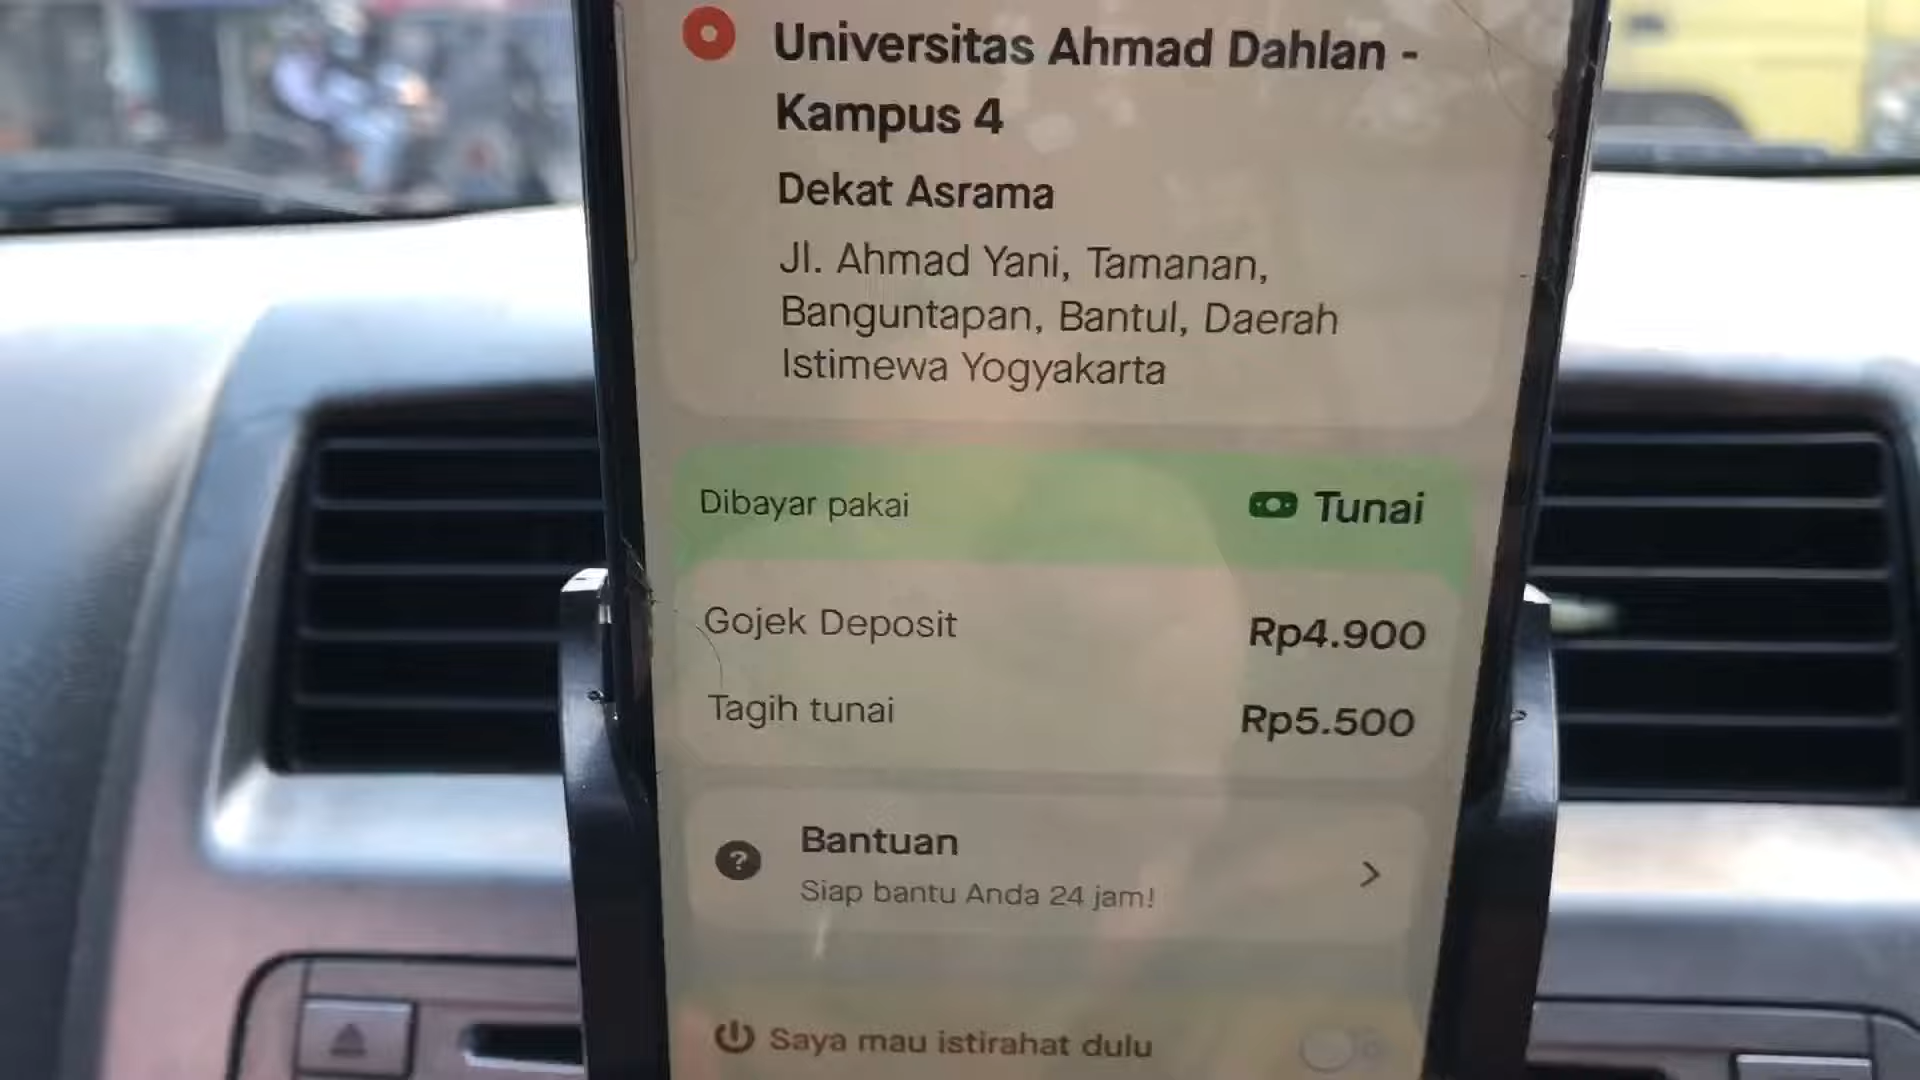 Universitas Ahmad Dahlan -
Kampus 4
Dekat Asrama
Jl. Ahmad Yani, Tamanan,
Banguntapan, Bantul, Daerah
Istimewa Yogyakarta
Dibayar pakai Tunai
Gojek Deposit Rp4.900
Tagih tunai Rp5.500
Bantuan
Siap bantu Anda 24 jam!
Saya mau istirahat dulu